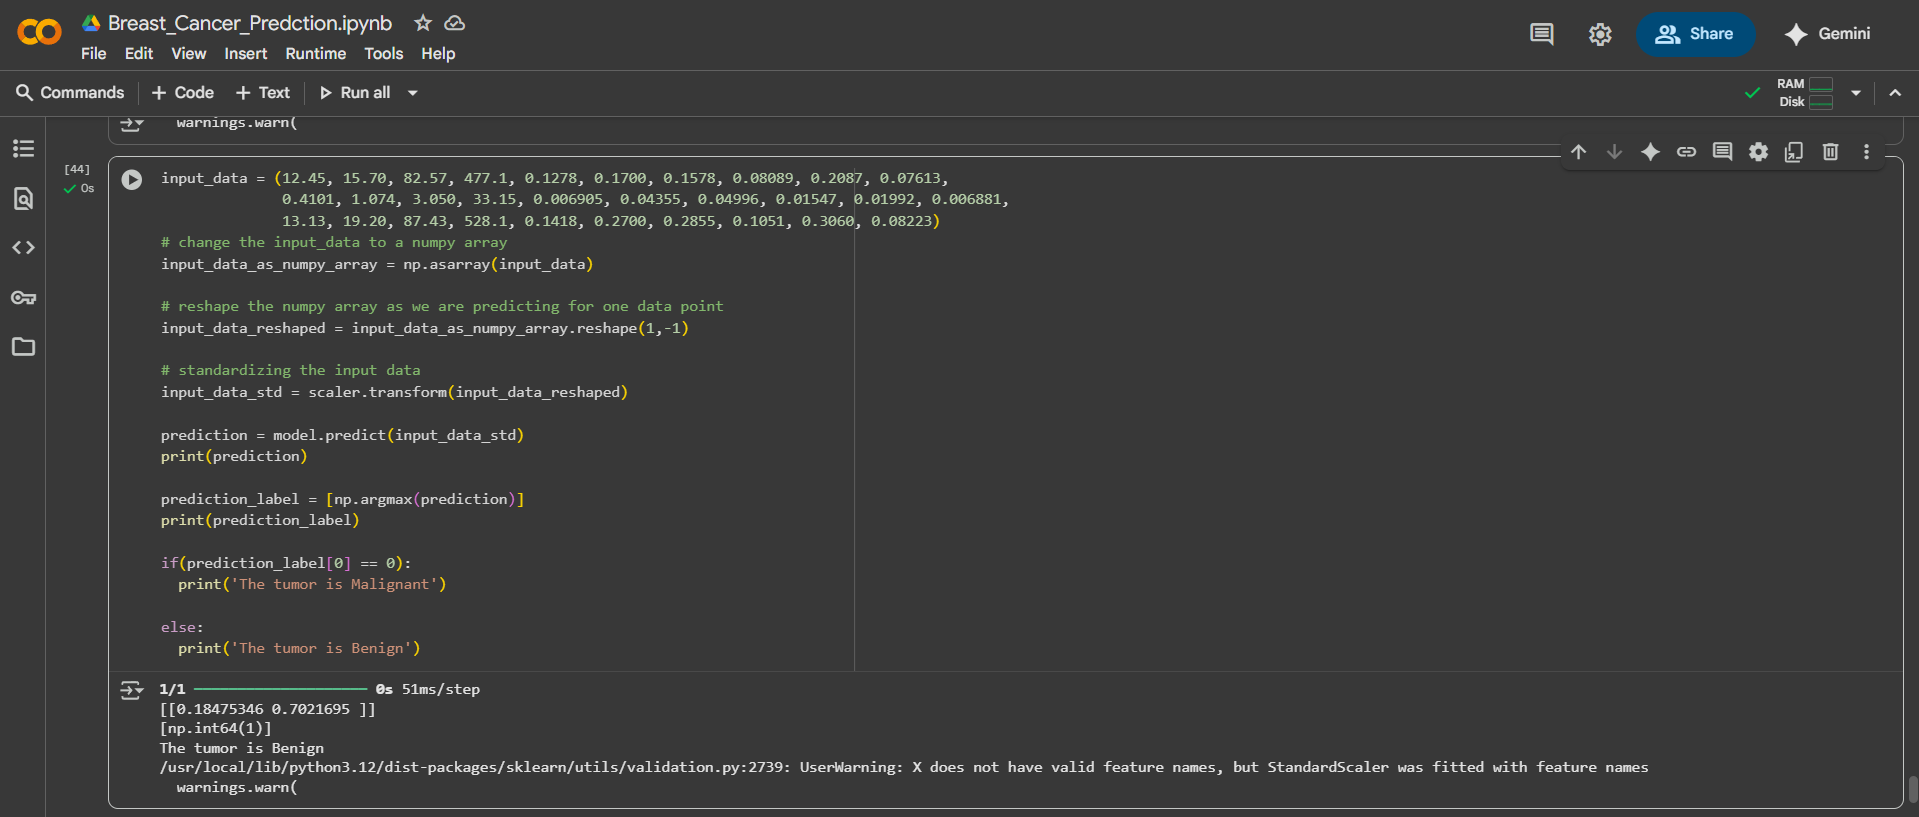 Breast_Cancer_Predction.ipynb
File Edit View Insert Runtime Tools Help
Share
Gemini
Commands + Code + Text Run all
RAM
Disk
warnings.warn(
[44]
0s
input_data = (12.45, 15.70, 82.57, 477.1, 0.1278, 0.1700, 0.1578, 0.08089, 0.2087, 0.07613,
0.4101, 1.074, 3.050, 33.15, 0.006905, 0.04355, 0.04996, 0.01547, 0.01992, 0.006881,
13.13, 19.20, 87.43, 528.1, 0.1418, 0.2700, 0.2855, 0.1051, 0.3060, 0.08223)
# change the input_data to a numpy array
input_data_as_numpy_array = np.asarray(input_data)
# reshape the numpy array as we are predicting for one data point
input_data_reshaped = input_data_as_numpy_array.reshape(1,-1)
# standardizing the input data
input_data_std = scaler.transform(input_data_reshaped)
prediction = model.predict(input_data_std)
print(prediction)
prediction_label = [np.argmax(prediction)]
print(prediction_label)
if(prediction_label[0] == 0):
print('The tumor is Malignant')
else:
print('The tumor is Benign')
1/1 0s 51ms/step
[[0.18475346 0.7021695 ]]
[np.int64(1)]
The tumor is Benign
/usr/local/lib/python3.12/dist-packages/sklearn/utils/validation.py:2739: UserWarning: X does not have valid feature names, but StandardScaler was fitted with feature names
warnings.warn(